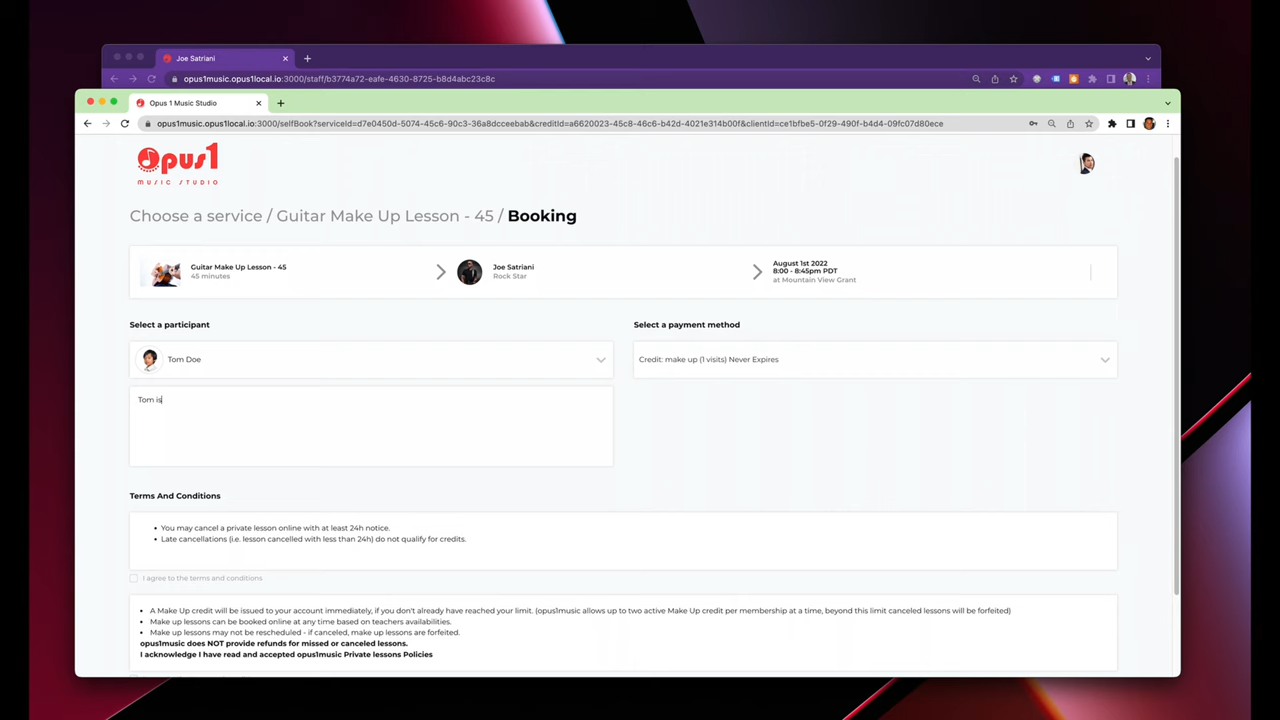 Joe Satriani
opus1music.opus1local.io:3000/staff/b3774a72-eafe-4630-8725-b8d4abc23c8c
Opus 1 Music Studio
opus1music.opus1local.io:3000/selfBook?serviceId=d7e0450d-5074-45c6-90c3-36a8dcceebab&creditId=a6620023-45c8-46c6-b42d-4021e314b00f&clientId=ce1bfbe5-0f29-490f-b4d4-09fc07d80ece
Opus1
MUSIC STUDIO
Choose a service / Guitar Make Up Lesson - 45 / Booking
Guitar Make Up Lesson - 45
45 minutes
Joe Satriani
Rock Star
August 1st 2022
8:00 - 8:45pm PDT
at Mountain View Grant
Select a participant
Select a payment method
Tom Doe
Credit: make up (1 visits) Never Expires
Tom is
Terms And Conditions
• You may cancel a private lesson online with at least 24h notice.
• Late cancellations (i.e. lesson cancelled with less than 24h) do not qualify for credits.
I agree to the terms and conditions
• A Make Up credit will be issued to your account immediately, if you don't already have reached your limit. (opus1music allows up to two active Make Up credit per membership at a time, beyond this limit canceled lessons will be forfeited)
• Make up lessons can be booked online at any time based on teachers availabilities.
• Make up lessons may not be rescheduled - if canceled, make up lessons are forfeited.
opus1music does NOT provide refunds for missed or canceled lessons.
I acknowledge I have read and accepted opus1music Private lessons Policies